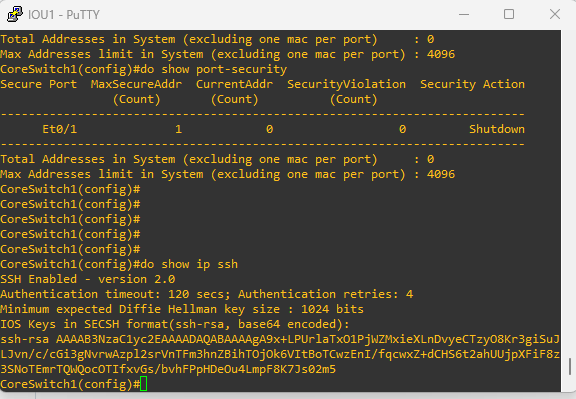 IOU1 - PuTTY
Total Addresses in System (excluding one mac per port)     : 0
Max Addresses limit in System (excluding one mac per port) : 4096
CoreSwitch1(config)#do show port-security
Secure Port  MaxSecureAddr  CurrentAddr  SecurityViolation  Security Action
                (Count)       (Count)          (Count)
---------------------------------------------------------------------------
      Et0/1              1            0                  0         Shutdown
---------------------------------------------------------------------------
Total Addresses in System (excluding one mac per port)     : 0
Max Addresses limit in System (excluding one mac per port) : 4096
CoreSwitch1(config)#
CoreSwitch1(config)#
CoreSwitch1(config)#
CoreSwitch1(config)#
CoreSwitch1(config)#
CoreSwitch1(config)#do show ip ssh
SSH Enabled - version 2.0
Authentication timeout: 120 secs; Authentication retries: 4
Minimum expected Diffie Hellman key size : 1024 bits
IOS Keys in SECSH format(ssh-rsa, base64 encoded):
ssh-rsa AAAAB3NzaC1yc2EAAAADAQABAAAAgA9x+LPUrlaTxO1PjWZMxieXLnDvyeCTzyO8Kr3giSuJ
LJvn/c/cGi3gNvrwAzpl2srVnTFm3hnZBihTOjOk6VItBoTCwzEnI/fqcwxZ+dCHS6t2ahUUjpXFiF8z
3SNoTEmrTQWQocOTIfxvGs/bvhFPpHDeOu4LmpF8K7Js02m5
CoreSwitch1(config)#